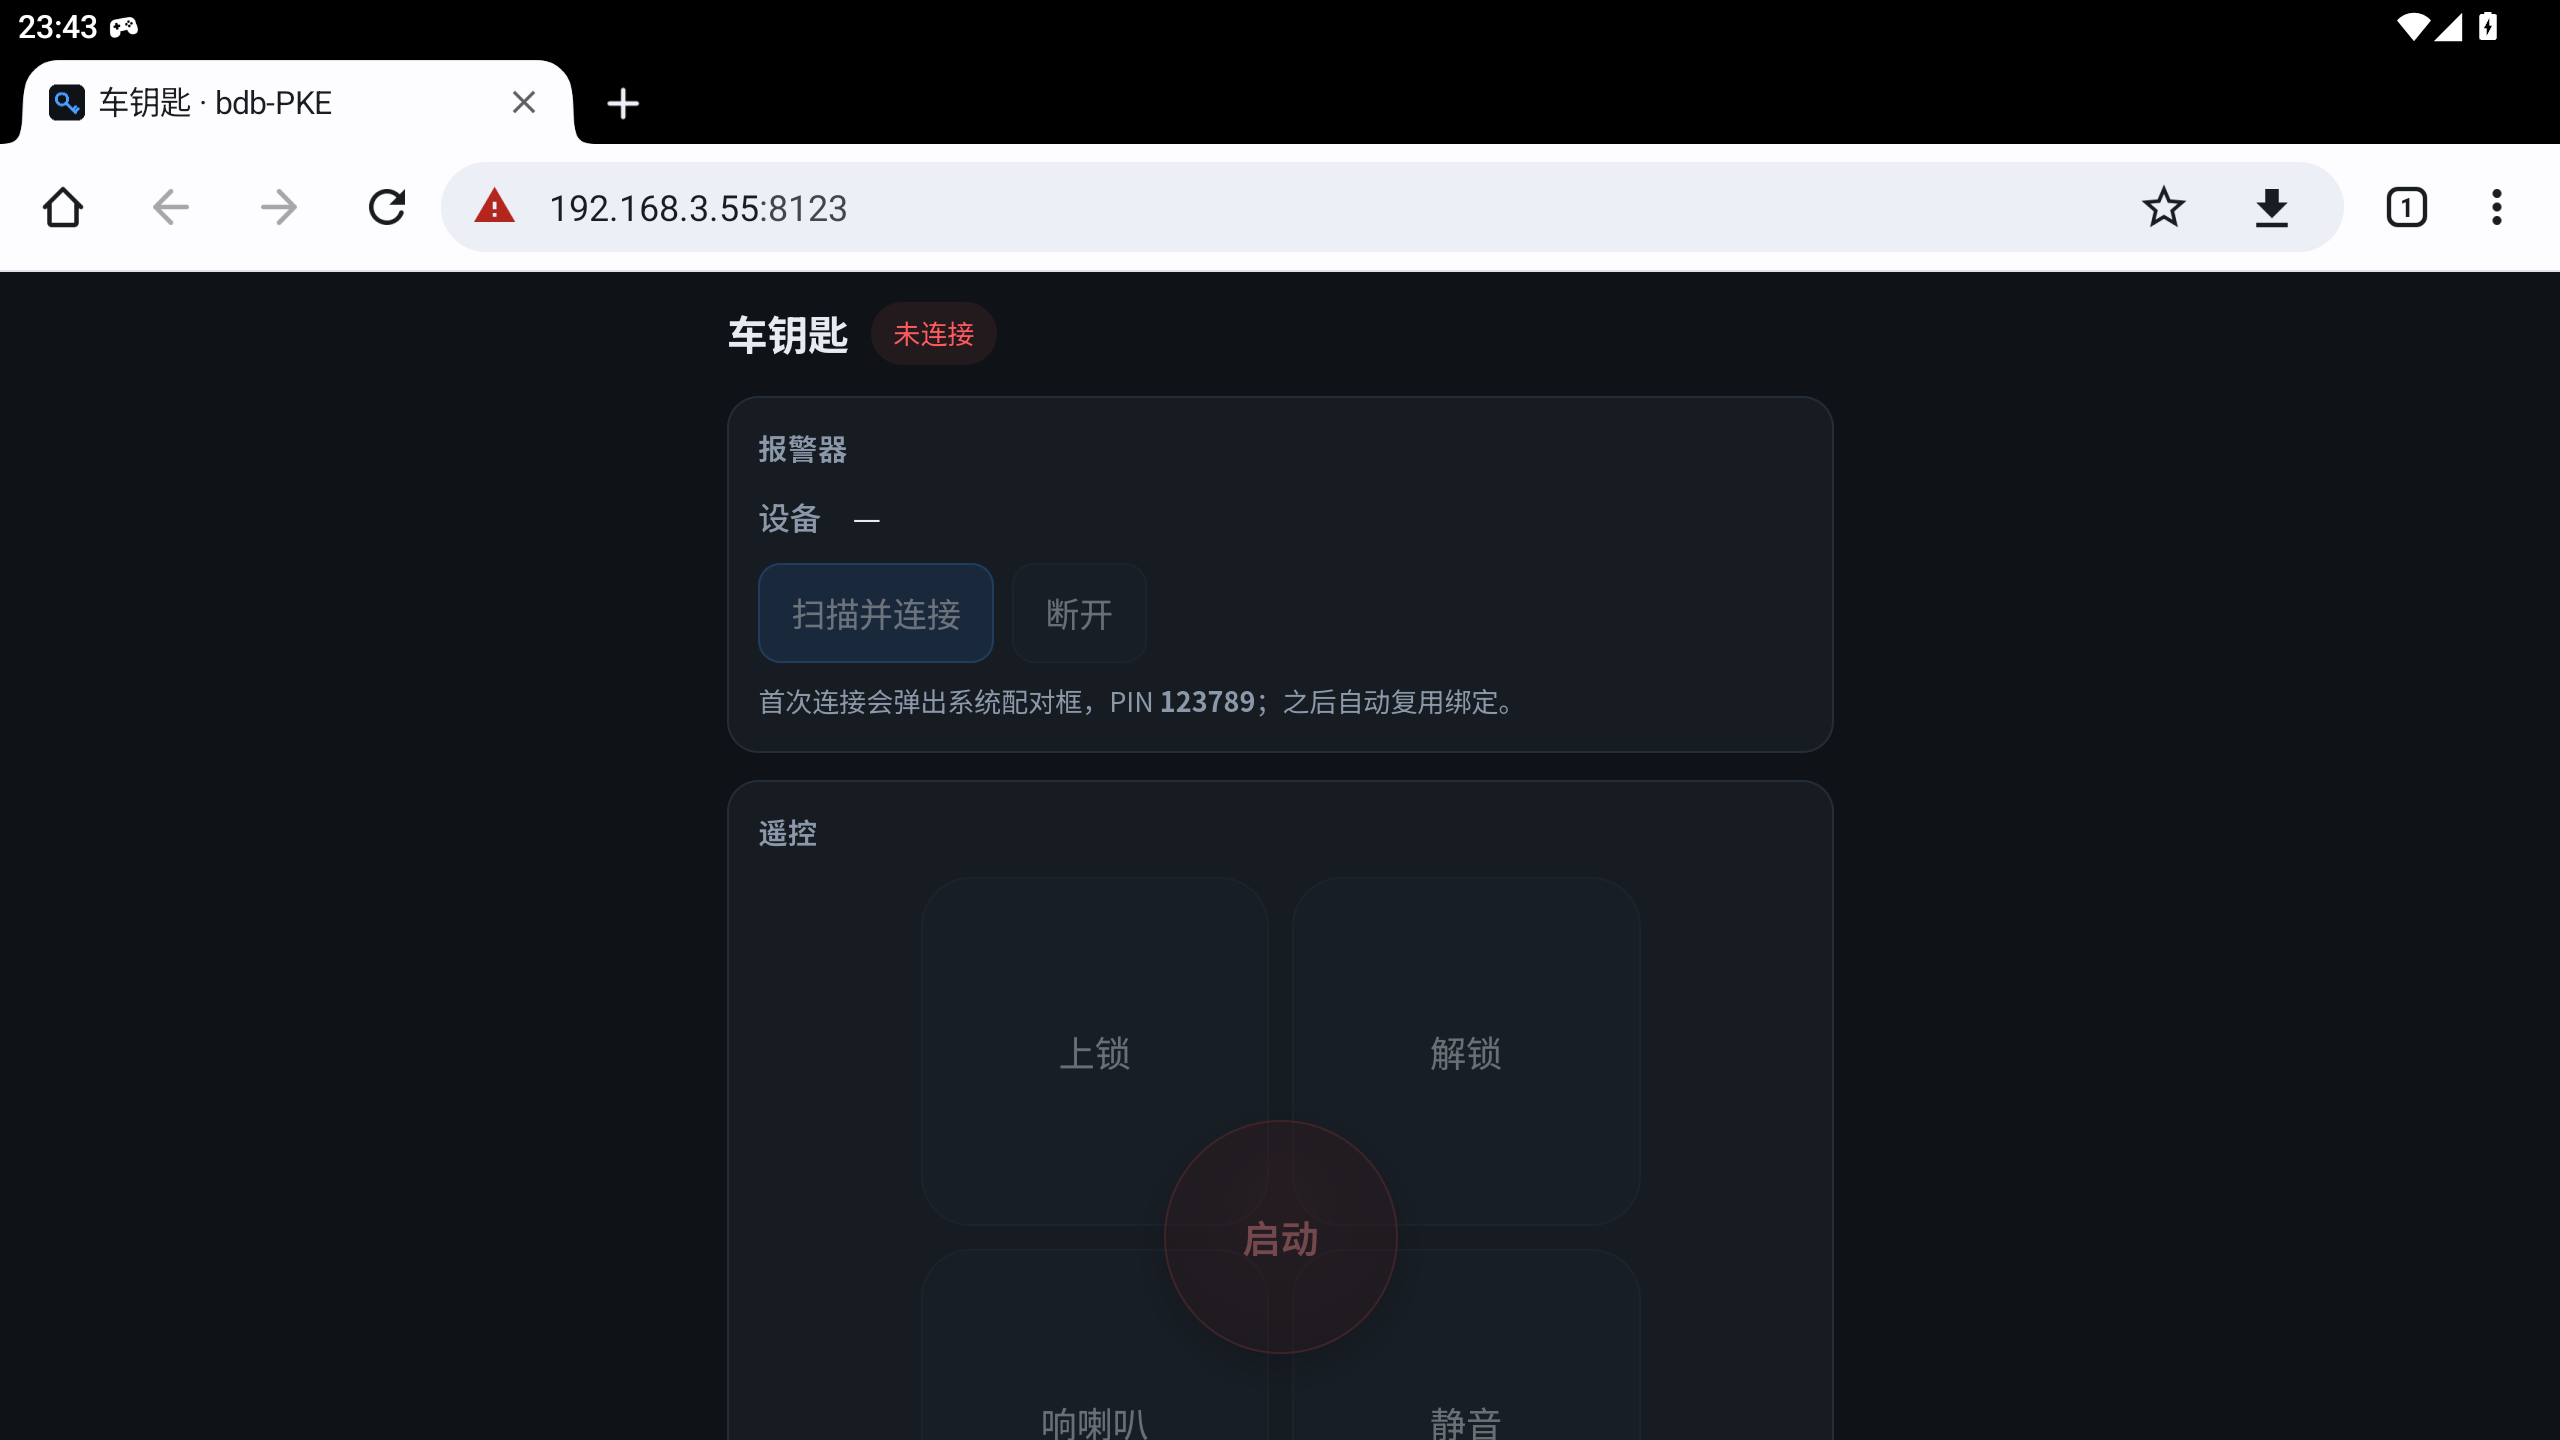 23:43
车钥匙 · bdb-PKE
192.168.3.55:8123
1
车钥匙 未连接
报警器
设备 —
扫描并连接 断开
首次连接会弹出系统配对框，PIN 123789；之后自动复用绑定。
遥控
上锁 解锁
启动
响喇叭 静音